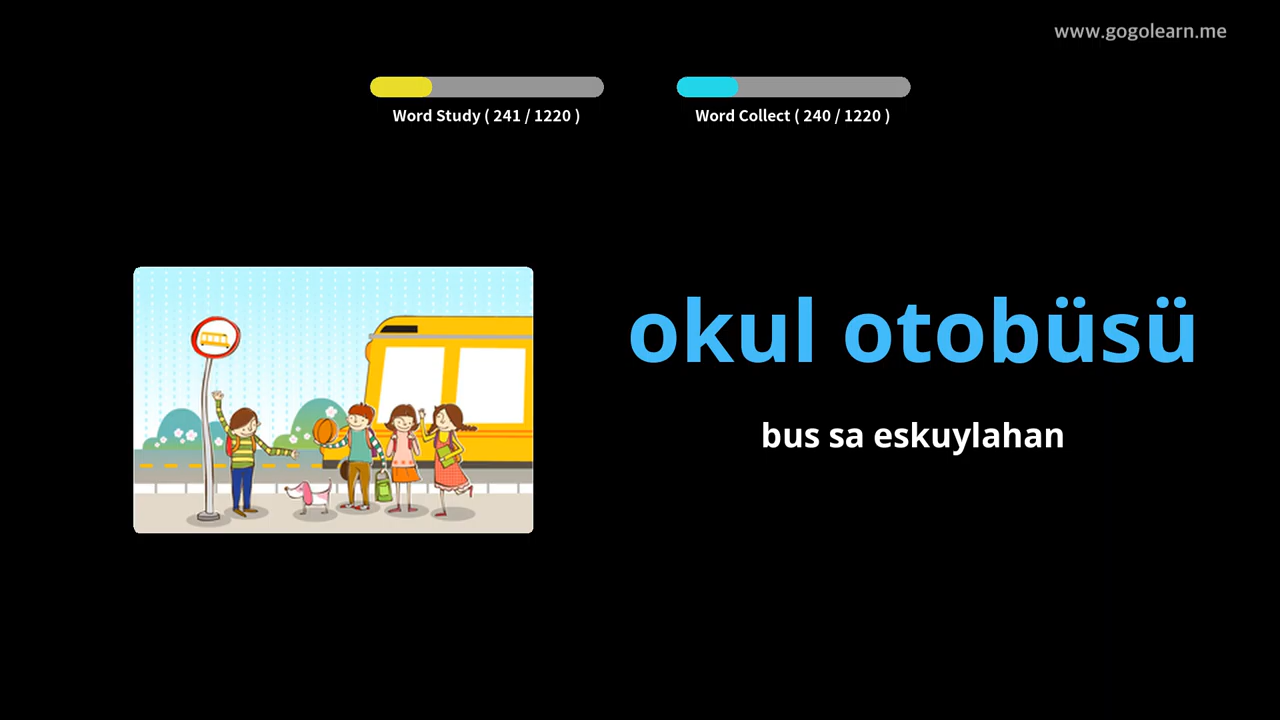 www.gogolearn.me
Word Study ( 241 / 1220 )
Word Collect ( 240 / 1220 )
okul otobüsü
bus sa eskuylahan